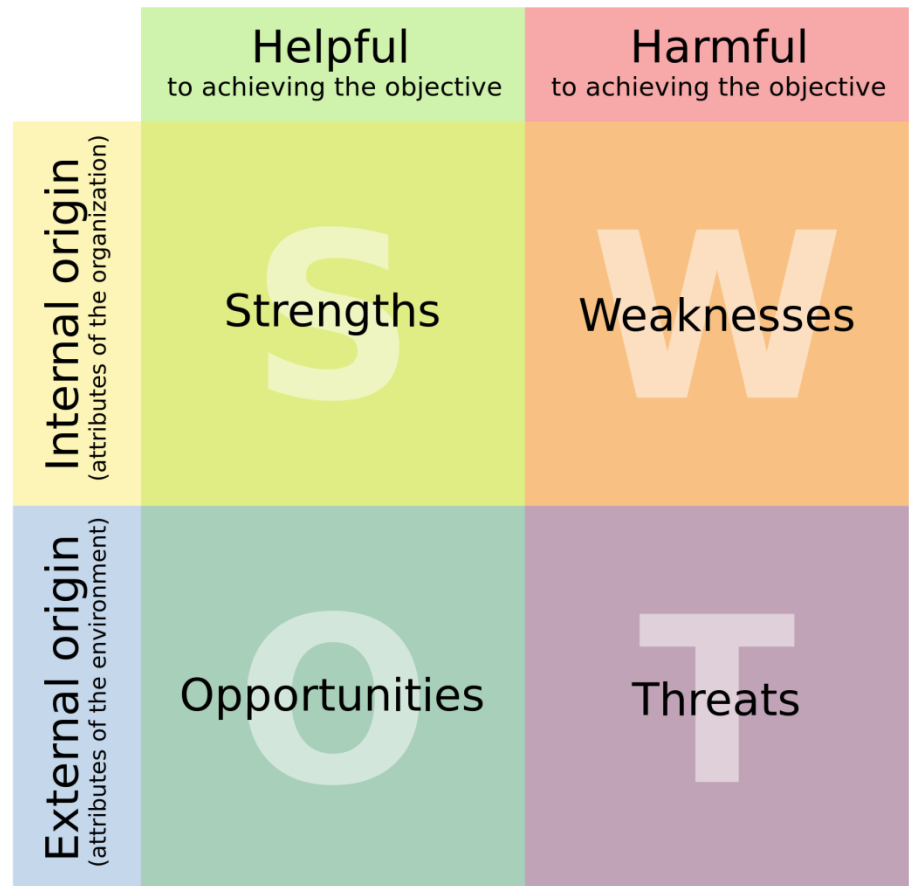 Helpful
to achieving the objective
Harmful
to achieving the objective
Internal origin
(attributes of the organization)
S
Strengths
W
Weaknesses
External origin
(attributes of the environment)
O
Opportunities
T
Threats